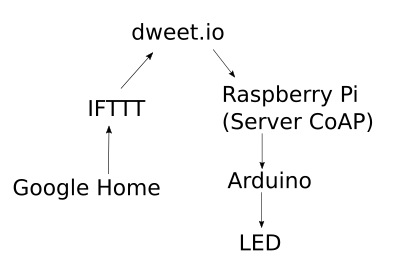 dweet.io
IFTTT
Raspberry Pi
(Server CoAP)
Google Home
Arduino
LED